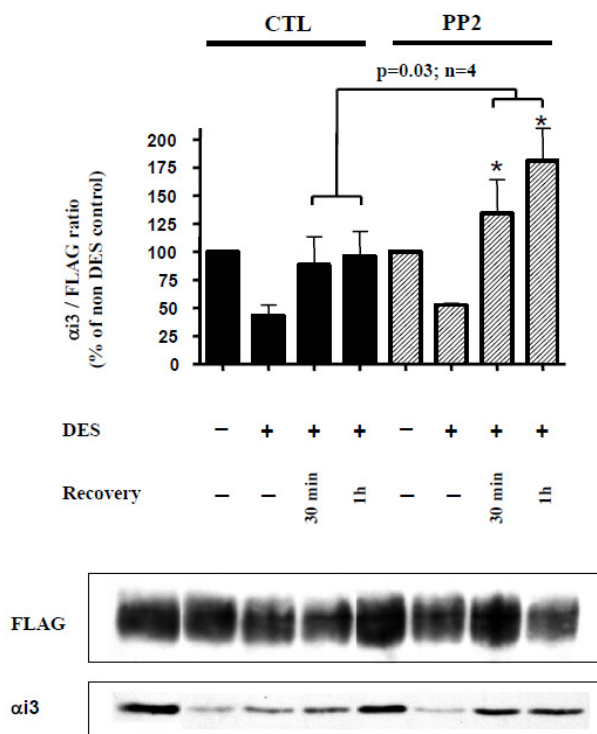 CTL PP2
p=0.03; n=4
* *
αi3 / FLAG ratio
(% of non DES control)
200
175
150
125
100
75
50
25
0
DES – + + + – + + +
Recovery – – 30 min 1h – – 30 min 1h
FLAG
αi3